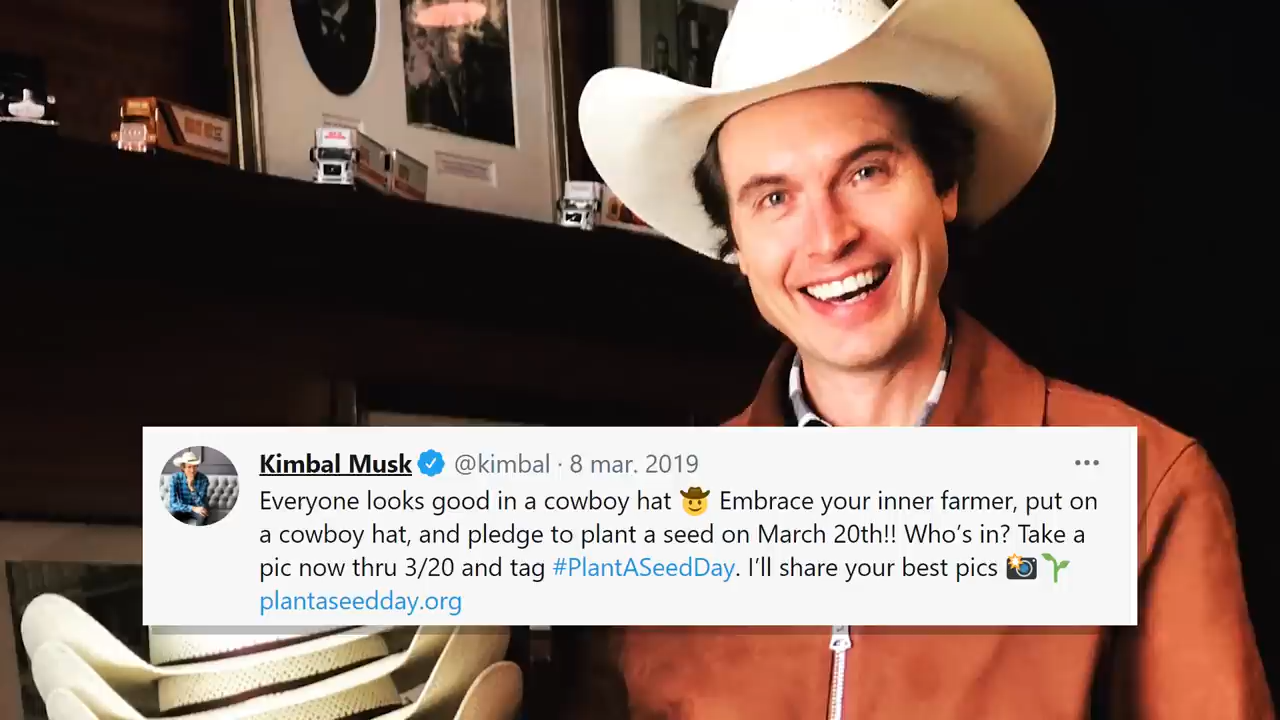 Kimbal Musk @kimbal · 8 mar. 2019
Everyone looks good in a cowboy hat 🤠 Embrace your inner farmer, put on
a cowboy hat, and pledge to plant a seed on March 20th!! Who’s in? Take a
pic now thru 3/20 and tag #PlantASeedDay. I’ll share your best pics 📸🌱
plantaseedday.org